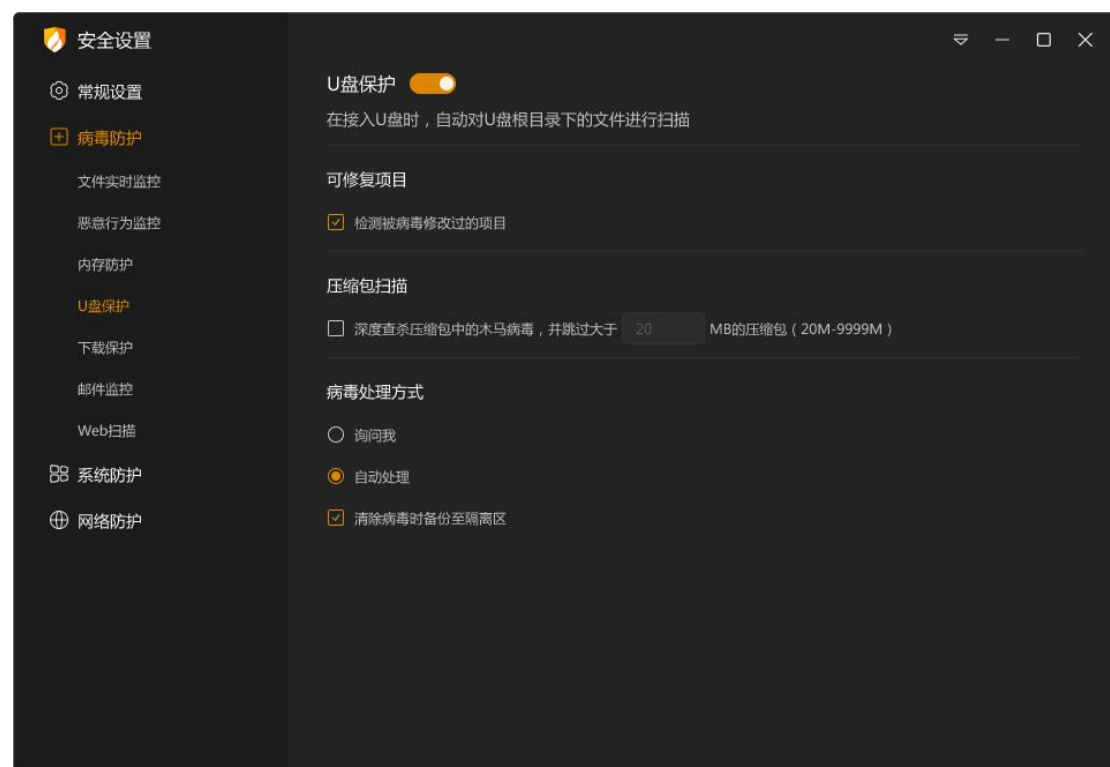 安全设置
常规设置
病毒防护
文件实时监控
恶意行为监控
内存防护
U盘保护
下载保护
邮件监控
Web扫描
系统防护
网络防护
U盘保护
在接入U盘时，自动对U盘根目录下的文件进行扫描
可修复项目
检测被病毒修改过的项目
压缩包扫描
深度查杀压缩包中的木马病毒，并跳过大于 20 MB的压缩包（20M-9999M）
病毒处理方式
询问我
自动处理
清除病毒时备份至隔离区